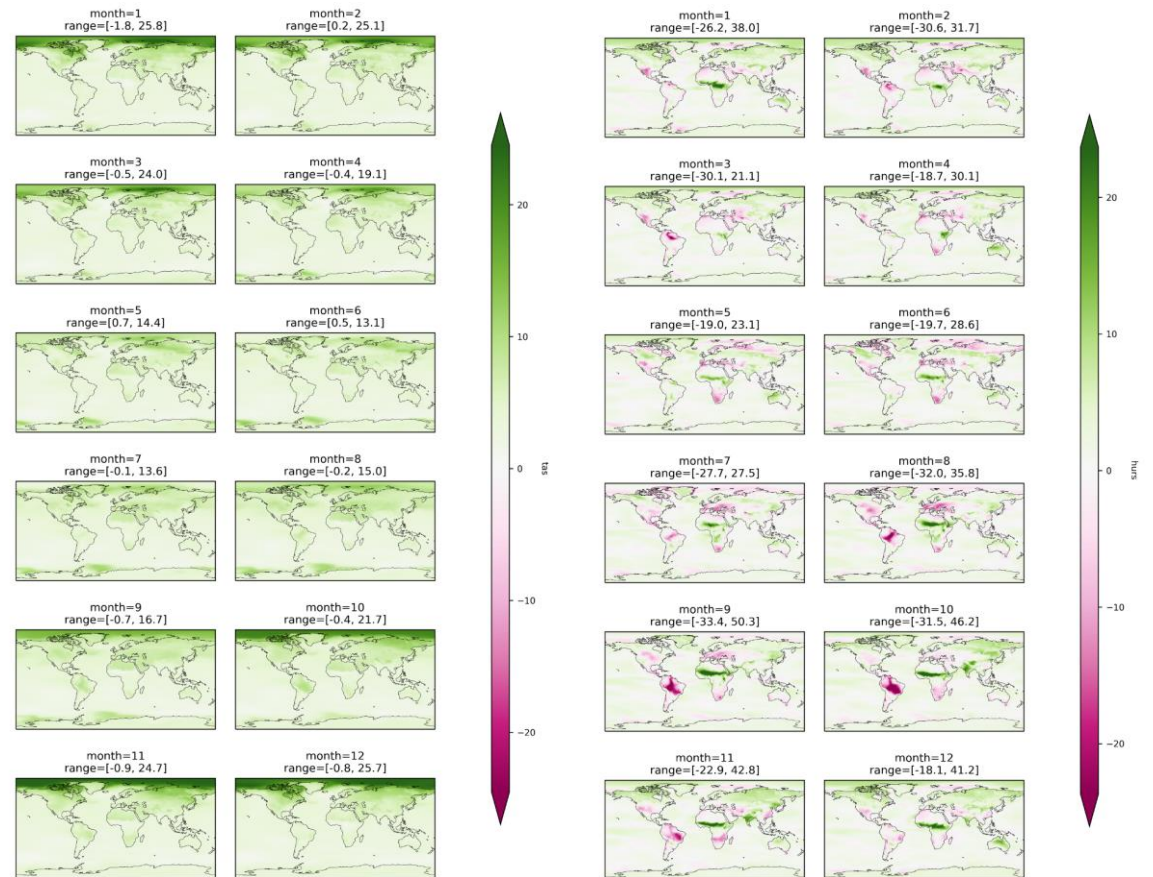 month=1
range=[-1.8, 25.8]
month=2
range=[0.2, 25.1]
month=3
range=[-0.5, 24.0]
month=4
range=[-0.4, 19.1]
month=5
range=[0.7, 14.4]
month=6
range=[0.5, 13.1]
month=7
range=[-0.1, 13.6]
month=8
range=[-0.2, 15.0]
month=9
range=[-0.7, 16.7]
month=10
range=[-0.4, 21.7]
month=11
range=[-0.9, 24.7]
month=12
range=[-0.8, 25.7]
20
10
0
−10
−20
tas
month=1
range=[-26.2, 38.0]
month=2
range=[-30.6, 31.7]
month=3
range=[-30.1, 21.1]
month=4
range=[-18.7, 30.1]
month=5
range=[-19.0, 23.1]
month=6
range=[-19.7, 28.6]
month=7
range=[-27.7, 27.5]
month=8
range=[-32.0, 35.8]
month=9
range=[-33.4, 50.3]
month=10
range=[-31.5, 46.2]
month=11
range=[-22.9, 42.8]
month=12
range=[-18.1, 41.2]
20
10
0
−10
−20
hurs